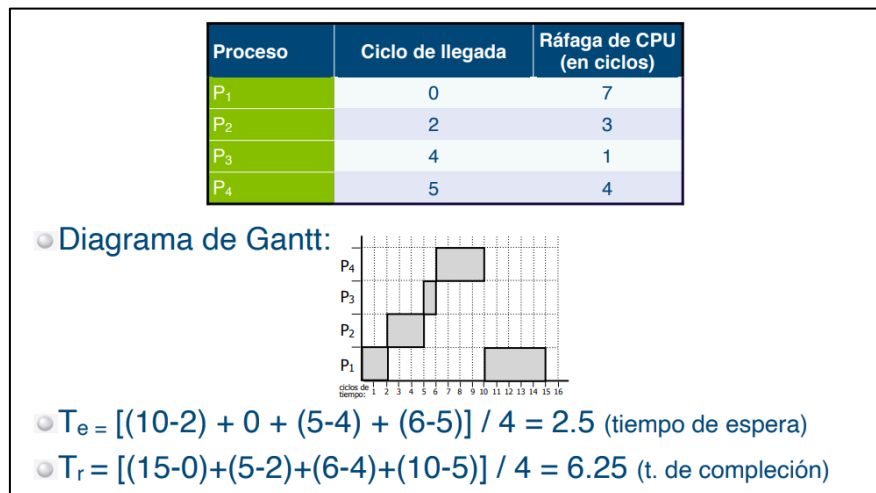 Proceso Ciclo de llegada Ráfaga de CPU (en ciclos)
P₁ 0 7
P₂ 2 3
P₃ 4 1
P₄ 5 4
Diagrama de Gantt:
P₄
P₃
P₂
P₁
ciclos de tiempo: 1 2 3 4 5 6 7 8 9 10 11 12 13 14 15 16
Tₑ = [(10-2) + 0 + (5-4) + (6-5)] / 4 = 2.5 (tiempo de espera)
Tᵣ = [(15-0)+(5-2)+(6-4)+(10-5)] / 4 = 6.25 (t. de compleción)